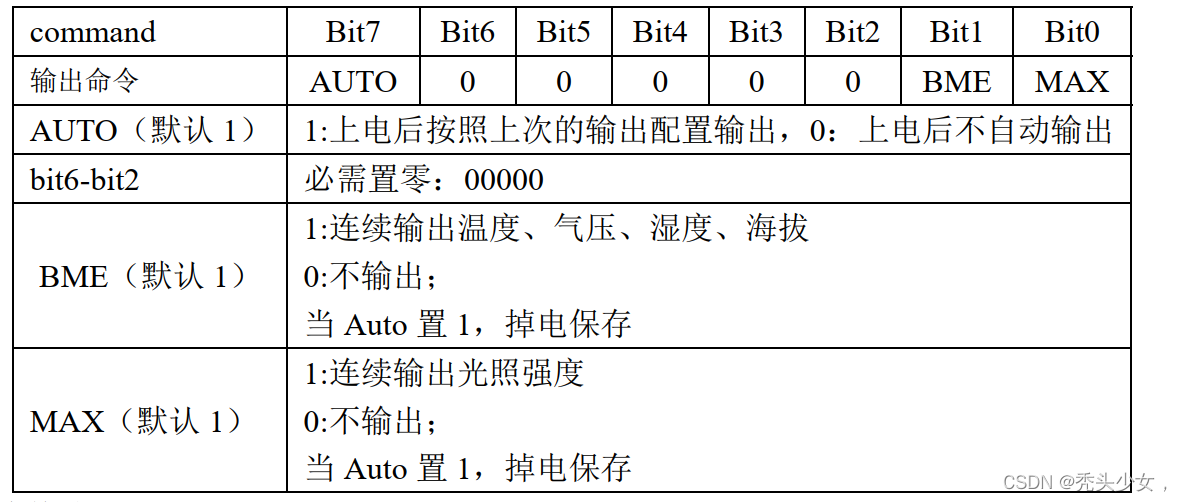 command Bit7 Bit6 Bit5 Bit4 Bit3 Bit2 Bit1 Bit0
输出命令 AUTO 0 0 0 0 0 BME MAX
AUTO（默认 1） 1:上电后按照上次的输出配置输出，0：上电后不自动输出
bit6-bit2 必需置零：00000
BME（默认 1） 1:连续输出温度、气压、湿度、海拔
0:不输出；
当 Auto 置 1，掉电保存
MAX（默认 1） 1:连续输出光照强度
0:不输出；
当 Auto 置 1，掉电保存
CSDN @秃头少女，